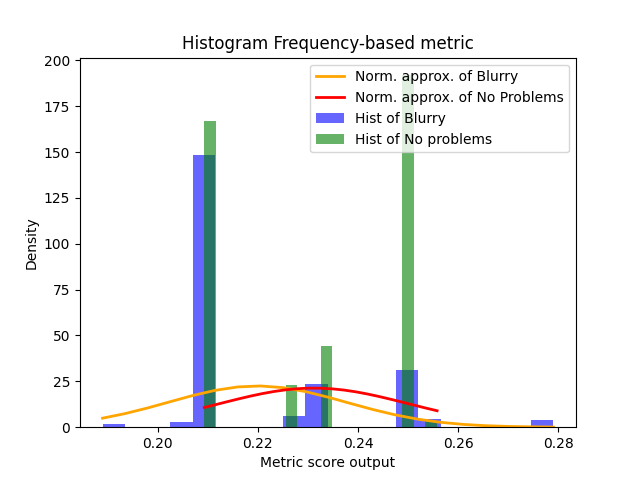 Histogram Frequency-based metric
Norm. approx. of Blurry
Norm. approx. of No Problems
Hist of Blurry
Hist of No problems
200
175
150
125
100
75
50
25
0
Density
0.20 0.22 0.24 0.26 0.28
Metric score output